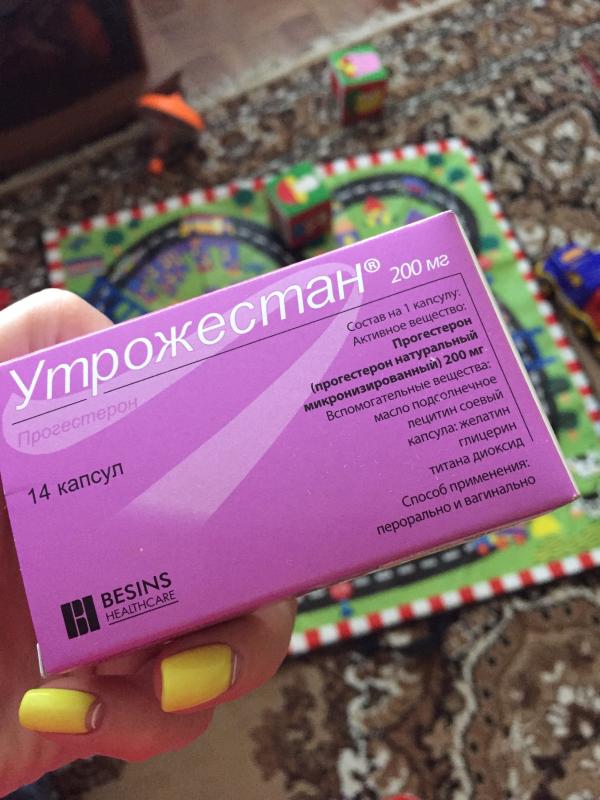 Утрожестан® 200 мг
Прогестерон
14 капсул
Состав на 1 капсулу:
Активное вещество:
Прогестерон
(прогестерон натуральный
микронизированный) 200 мг
Вспомогательные вещества:
масло подсолнечное
лецитин соевый
капсула: желатин
глицерин
титана диоксид
Способ применения:
перорально и вагинально
BESINS
HEALTHCARE